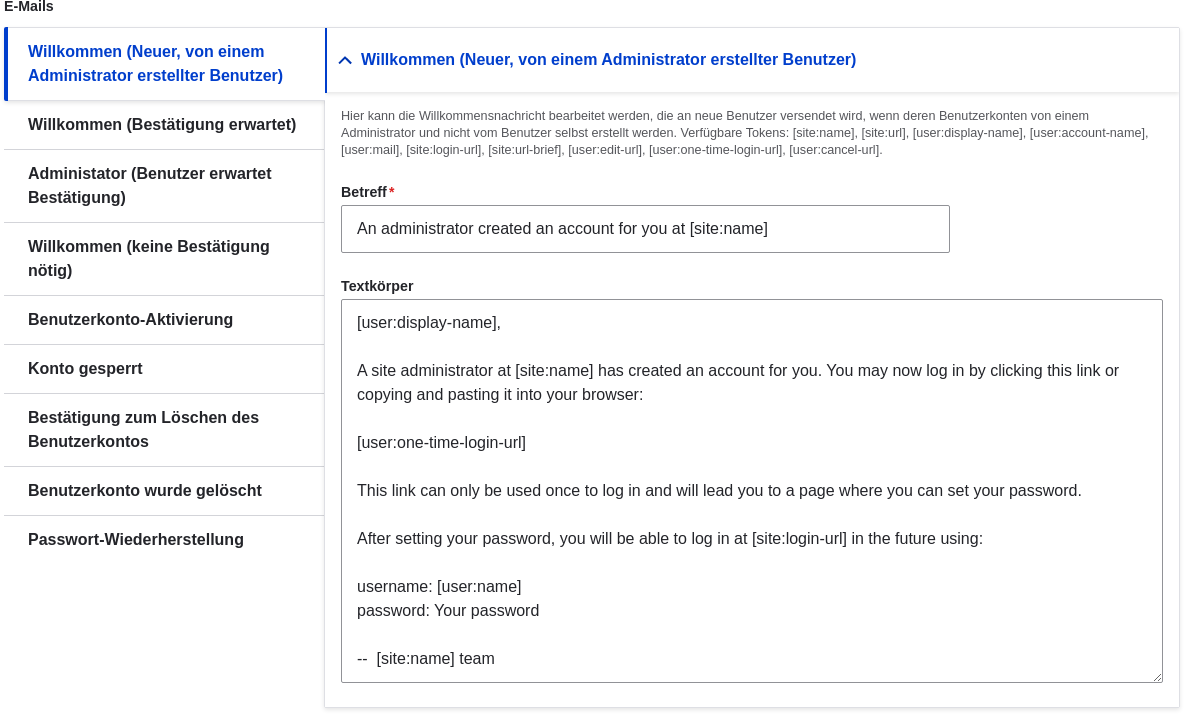 E-Mails
Willkommen (Neuer, von einem
Administrator erstellter Benutzer)
Willkommen (Bestätigung erwartet)
Administator (Benutzer erwartet
Bestätigung)
Willkommen (keine Bestätigung
nötig)
Benutzerkonto-Aktivierung
Konto gesperrt
Bestätigung zum Löschen des
Benutzerkontos
Benutzerkonto wurde gelöscht
Passwort-Wiederherstellung
Willkommen (Neuer, von einem Administrator erstellter Benutzer)
Hier kann die Willkommensnachricht bearbeitet werden, die an neue Benutzer versendet wird, wenn deren Benutzerkonten von einem
Administrator und nicht vom Benutzer selbst erstellt werden. Verfügbare Tokens: [site:name], [site:url], [user:display-name], [user:account-name],
[user:mail], [site:login-url], [site:url-brief], [user:edit-url], [user:one-time-login-url], [user:cancel-url].
Betreff*
An administrator created an account for you at [site:name]
Textkörper
[user:display-name],
A site administrator at [site:name] has created an account for you. You may now log in by clicking this link or
copying and pasting it into your browser:
[user:one-time-login-url]
This link can only be used once to log in and will lead you to a page where you can set your password.
After setting your password, you will be able to log in at [site:login-url] in the future using:
username: [user:name]
password: Your password
--  [site:name] team